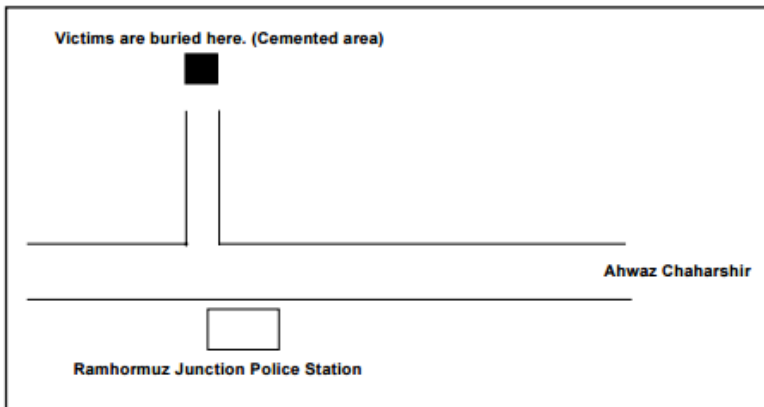 Victims are buried here. (Cemented area)
Ahwaz Chaharshir
Ramhormuz Junction Police Station